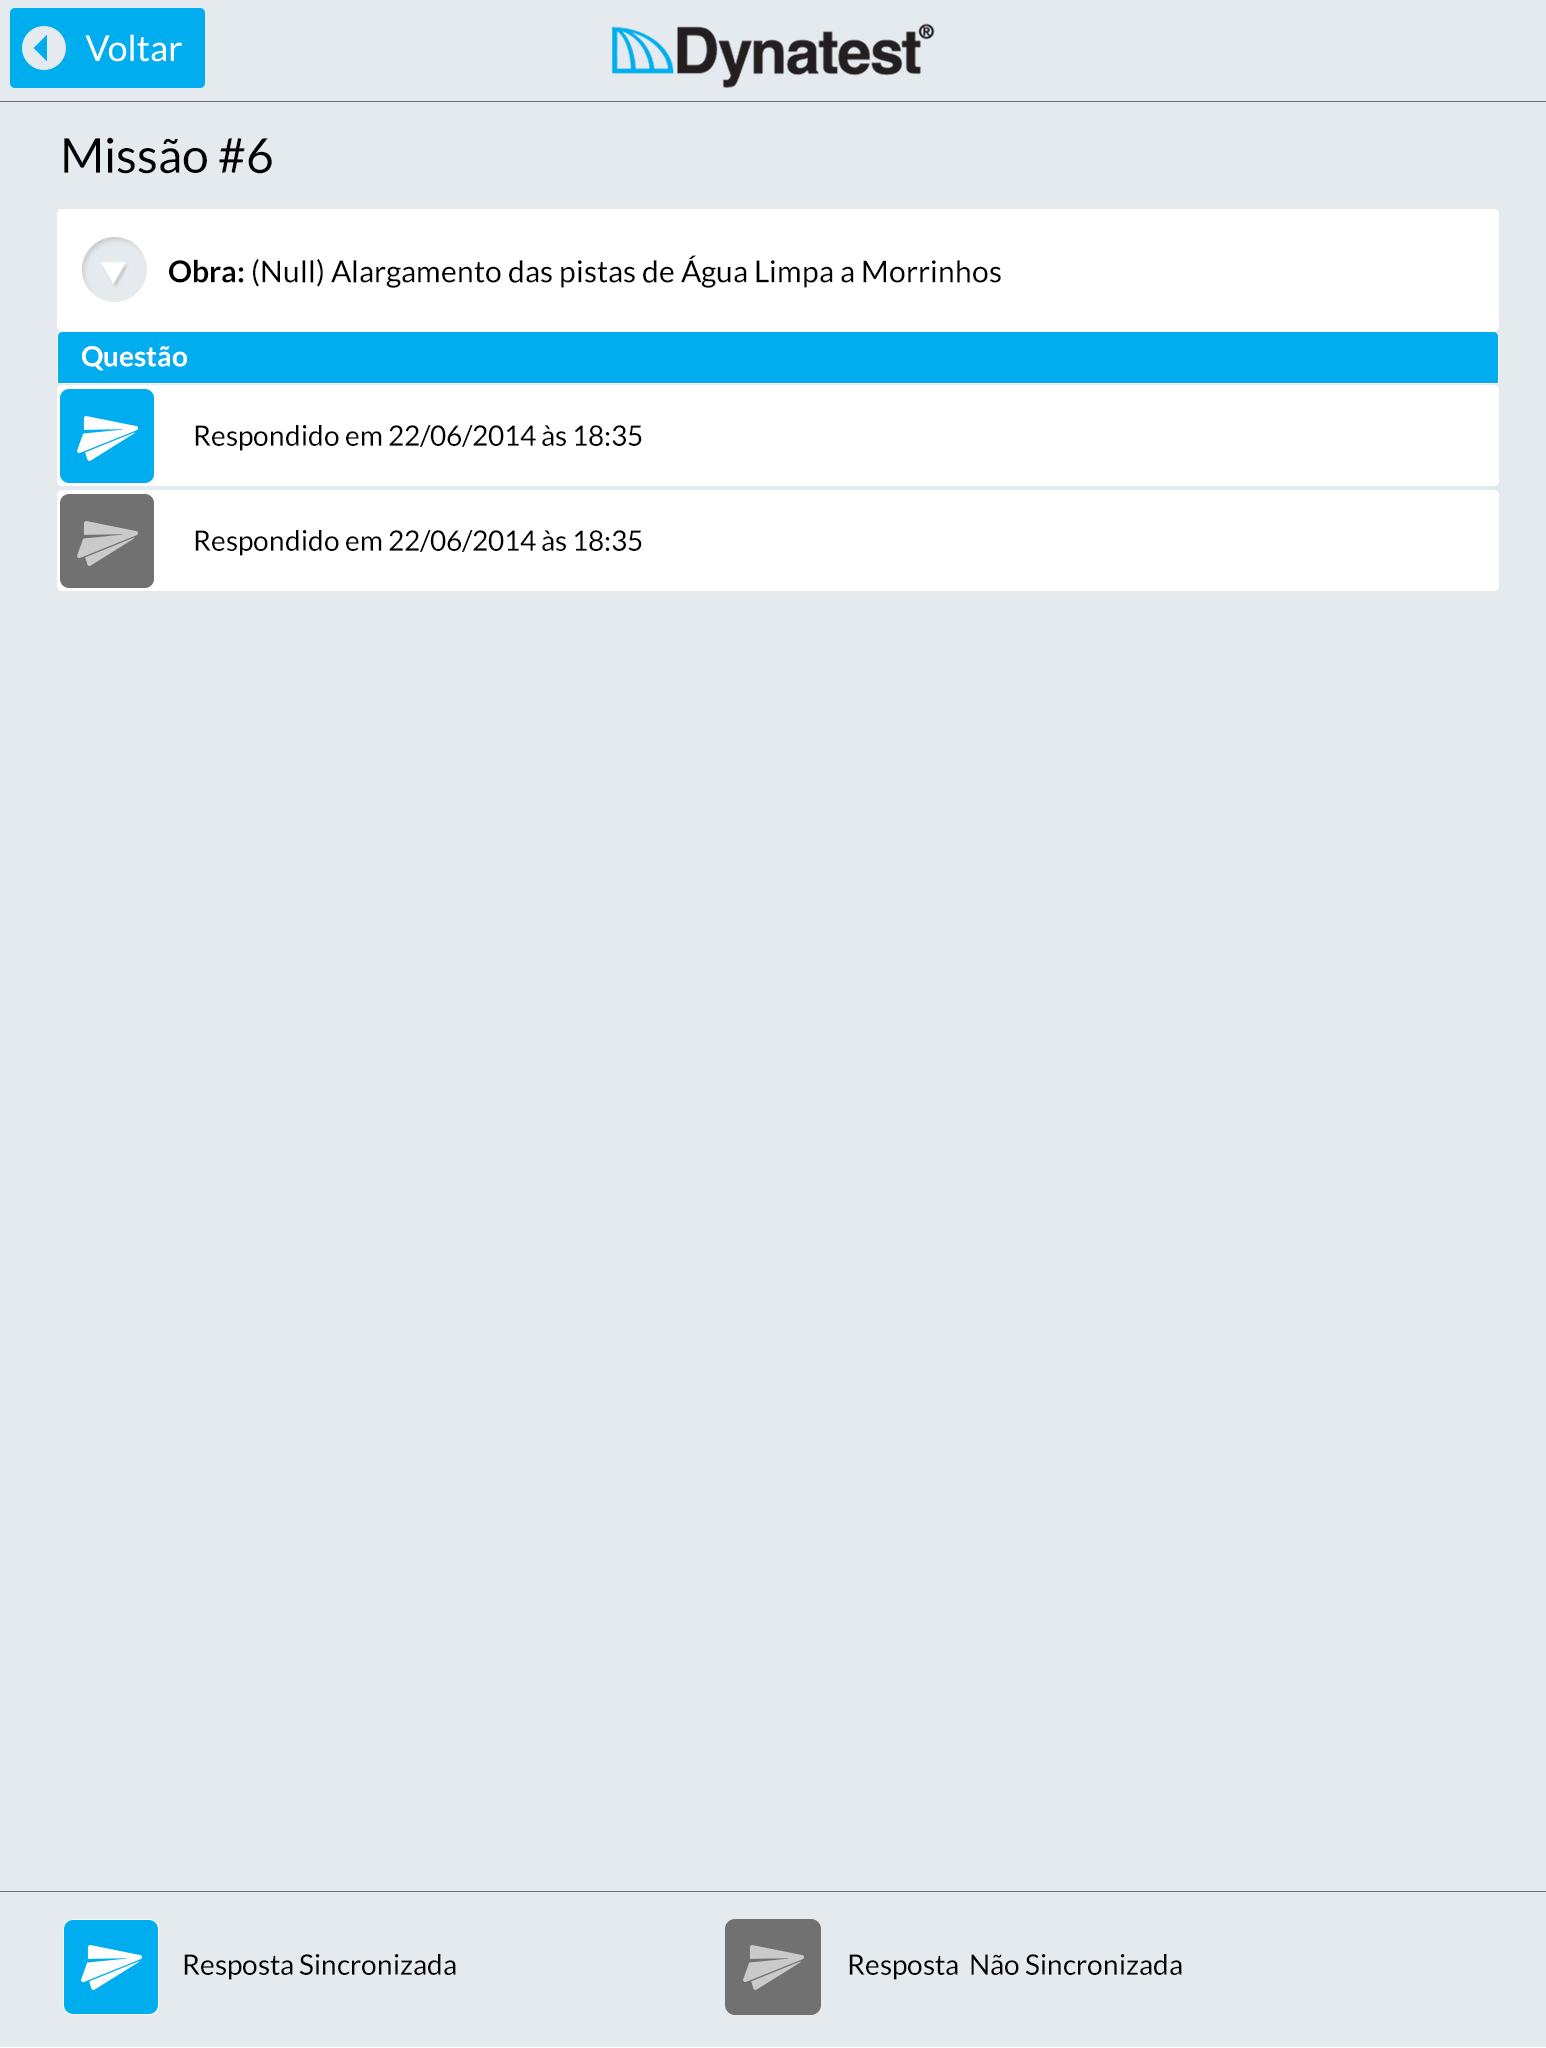 Voltar
Dynatest®
Missão #6
Obra: (Null) Alargamento das pistas de Água Limpa a Morrinhos
Questão
Respondido em 22/06/2014 às 18:35
Respondido em 22/06/2014 às 18:35
Resposta Sincronizada
Resposta Não Sincronizada